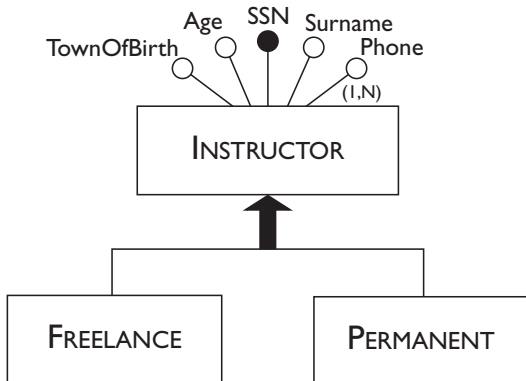 SSN
Age Surname
TownOfBirth Phone
(1,N)
INSTRUCTOR
FREELANCE PERMANENT